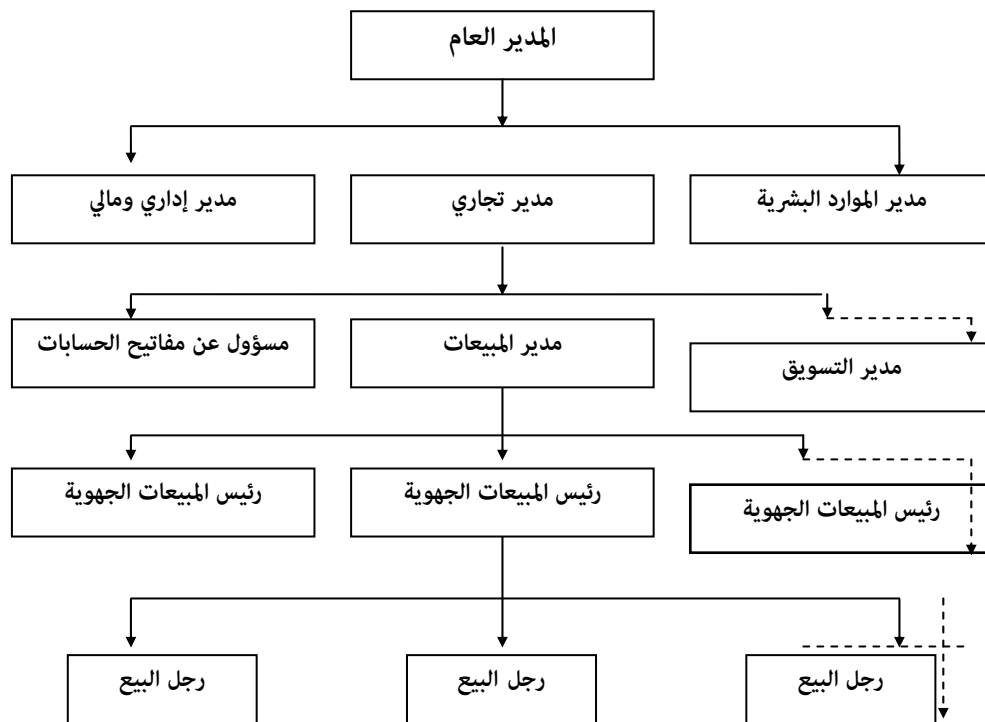 المدير العام
مدير الموارد البشرية
مدير تجاري
مدير إداري ومالي
مسؤول عن مفاتيح الحسابات
مدير المبيعات
مدير التسويق
رئيس المبيعات الجهوية
رئيس المبيعات الجهوية
رئيس المبيعات الجهوية
رجل البيع
رجل البيع
رجل البيع